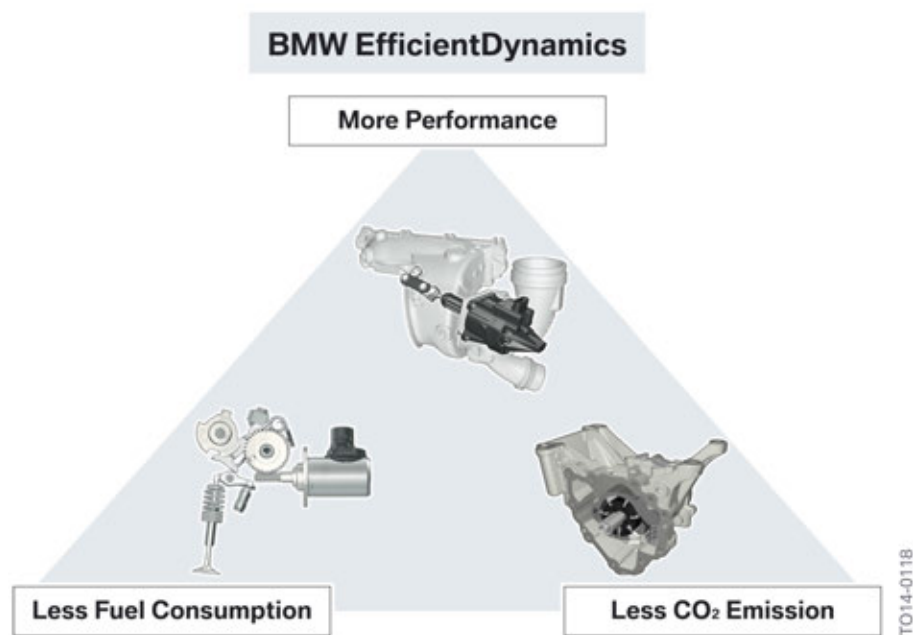 BMW EfficientDynamics
More Performance
Less Fuel Consumption
Less CO₂ Emission
TO14-0118